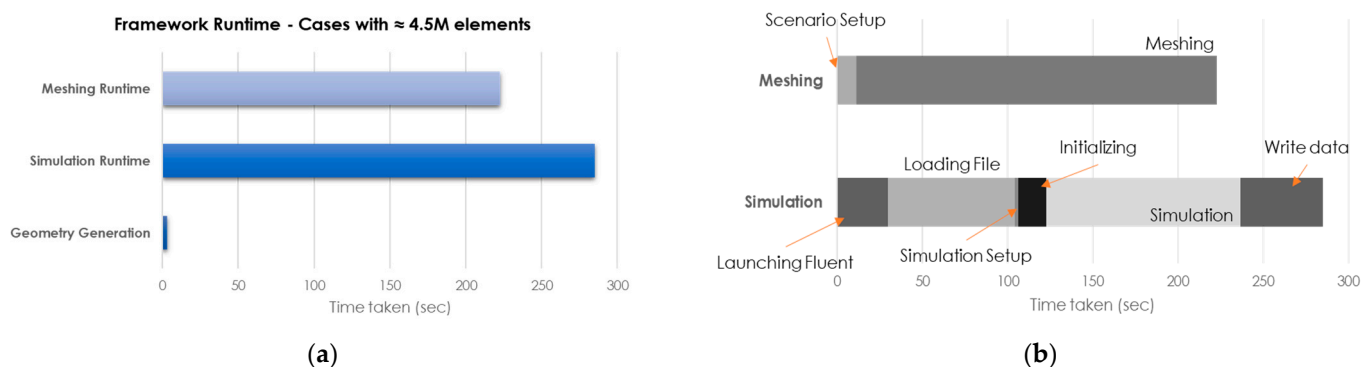 Framework Runtime - Cases with ≈ 4.5M elements
Meshing Runtime
Simulation Runtime
Geometry Generation
0 50 100 150 200 250 300
Time taken (sec)
(a)
Scenario Setup
Meshing
Meshing
Initializing
Write data
Loading File
Simulation
Simulation
Launching Fluent
Simulation Setup
0 50 100 150 200 250 300
Time taken (sec)
(b)